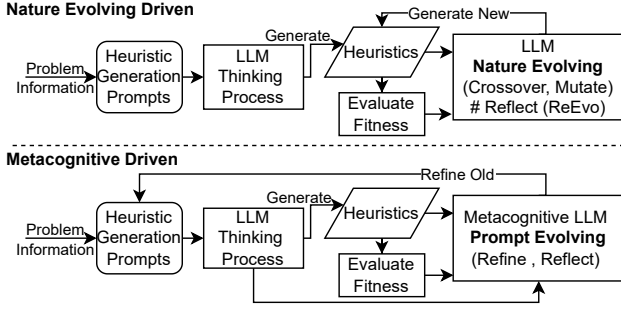 Nature Evolving Driven
Generate New
Problem
Information
Heuristic
Generation
Prompts
LLM
Thinking
Process
Generate
Heuristics
Evaluate
Fitness
LLM
Nature Evolving
(Crossover, Mutate)
# Reflect (ReEvo)
Metacognitive Driven
Refine Old
Problem
Information
Heuristic
Generation
Prompts
LLM
Thinking
Process
Generate
Heuristics
Evaluate
Fitness
Metacognitive LLM
Prompt Evolving
(Refine , Reflect)